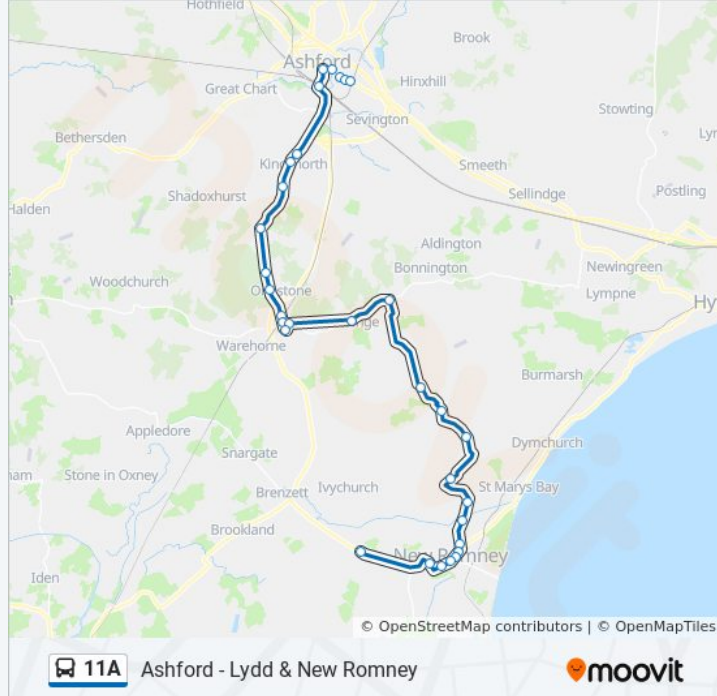 Hothfield
Brook
Ashford
Hinxhill
Great Chart
Stowting
Sevington
Bethersden
Smeeth
Shadoxhurst
Sellindge
Postling
Halden
Aldington
Bonnington
Newingreen
Woodchurch
Lympne
Hy
Warehorne
Burmarsh
Appledore
Dymchurch
Snargate
Stone in Oxney
Ivychurch
St Marys Bay
Brenzett
Brookland
New Romney
Iden
© OpenStreetMap contributors | © OpenMapTiles
11A Ashford - Lydd & New Romney
moovit